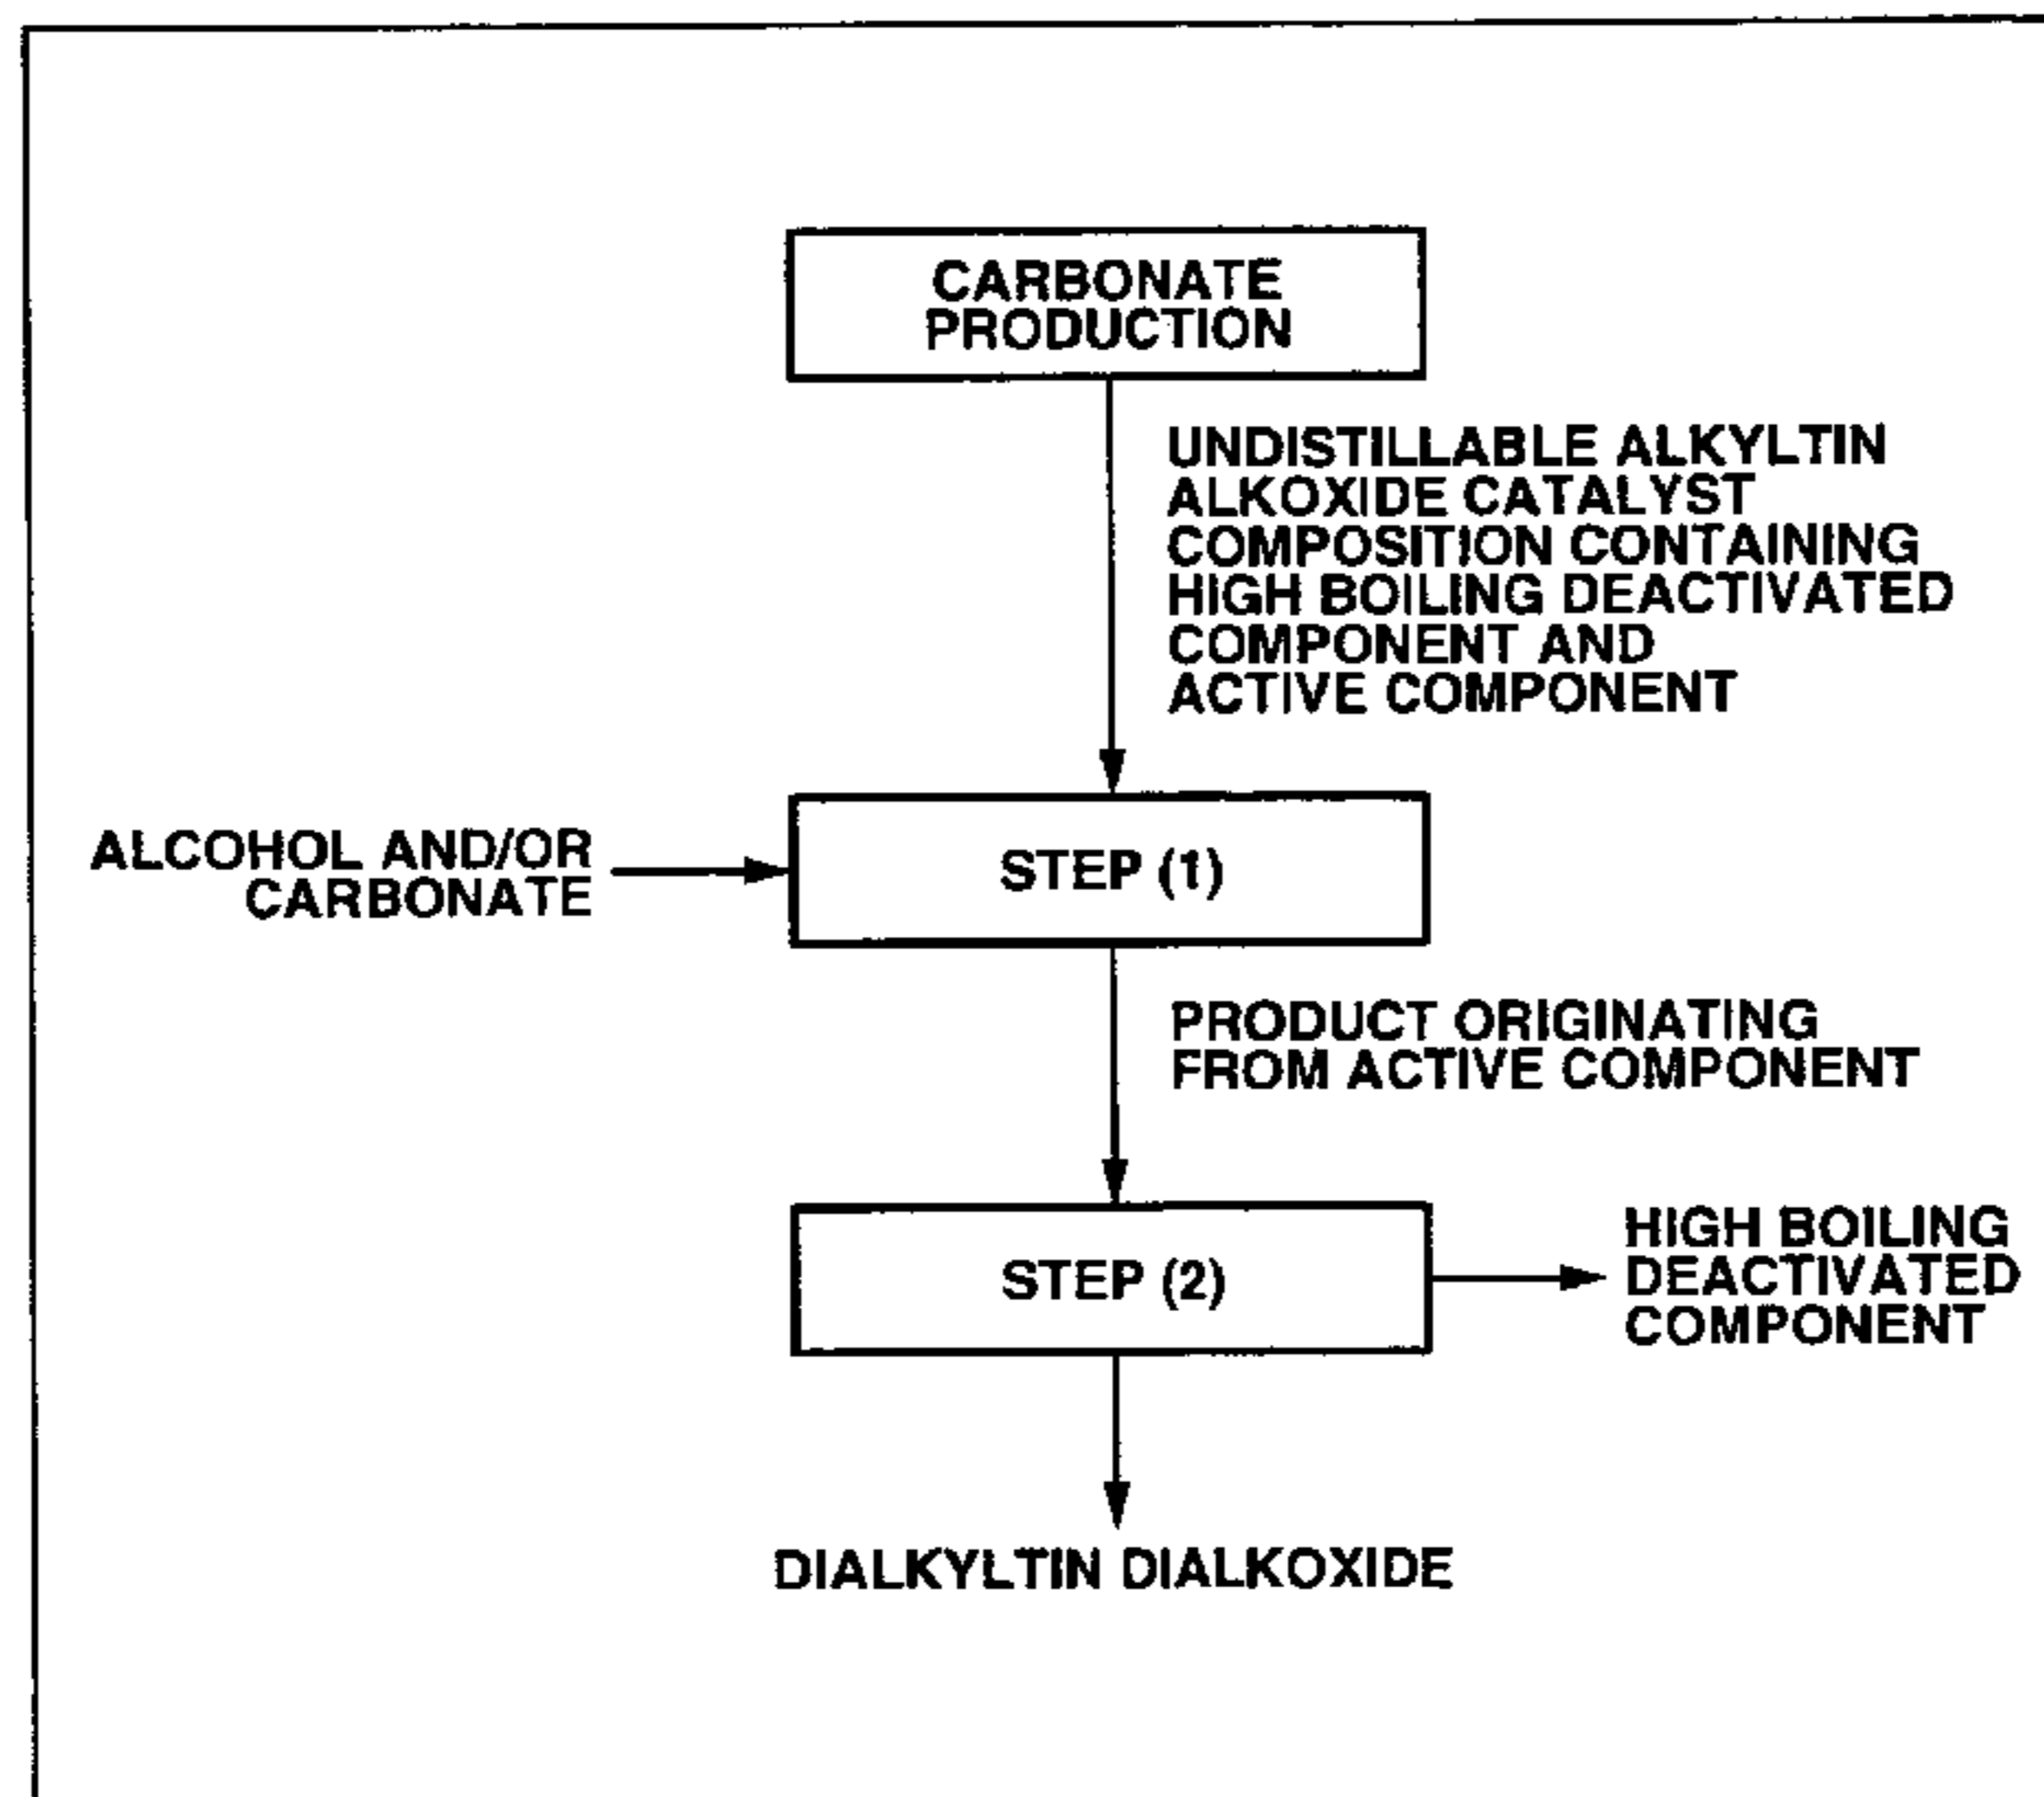 CARBONATE
PRODUCTION
UNDISTILLABLE ALKYLTIN
ALKOXIDE CATALYST
COMPOSITION CONTAINING
HIGH BOILING DEACTIVATED
COMPONENT AND
ACTIVE COMPONENT
ALCOHOL AND/OR
CARBONATE
STEP (1)
PRODUCT ORIGINATING
FROM ACTIVE COMPONENT
STEP (2)
HIGH BOILING
DEACTIVATED
COMPONENT
DIALKYLTIN DIALKOXIDE